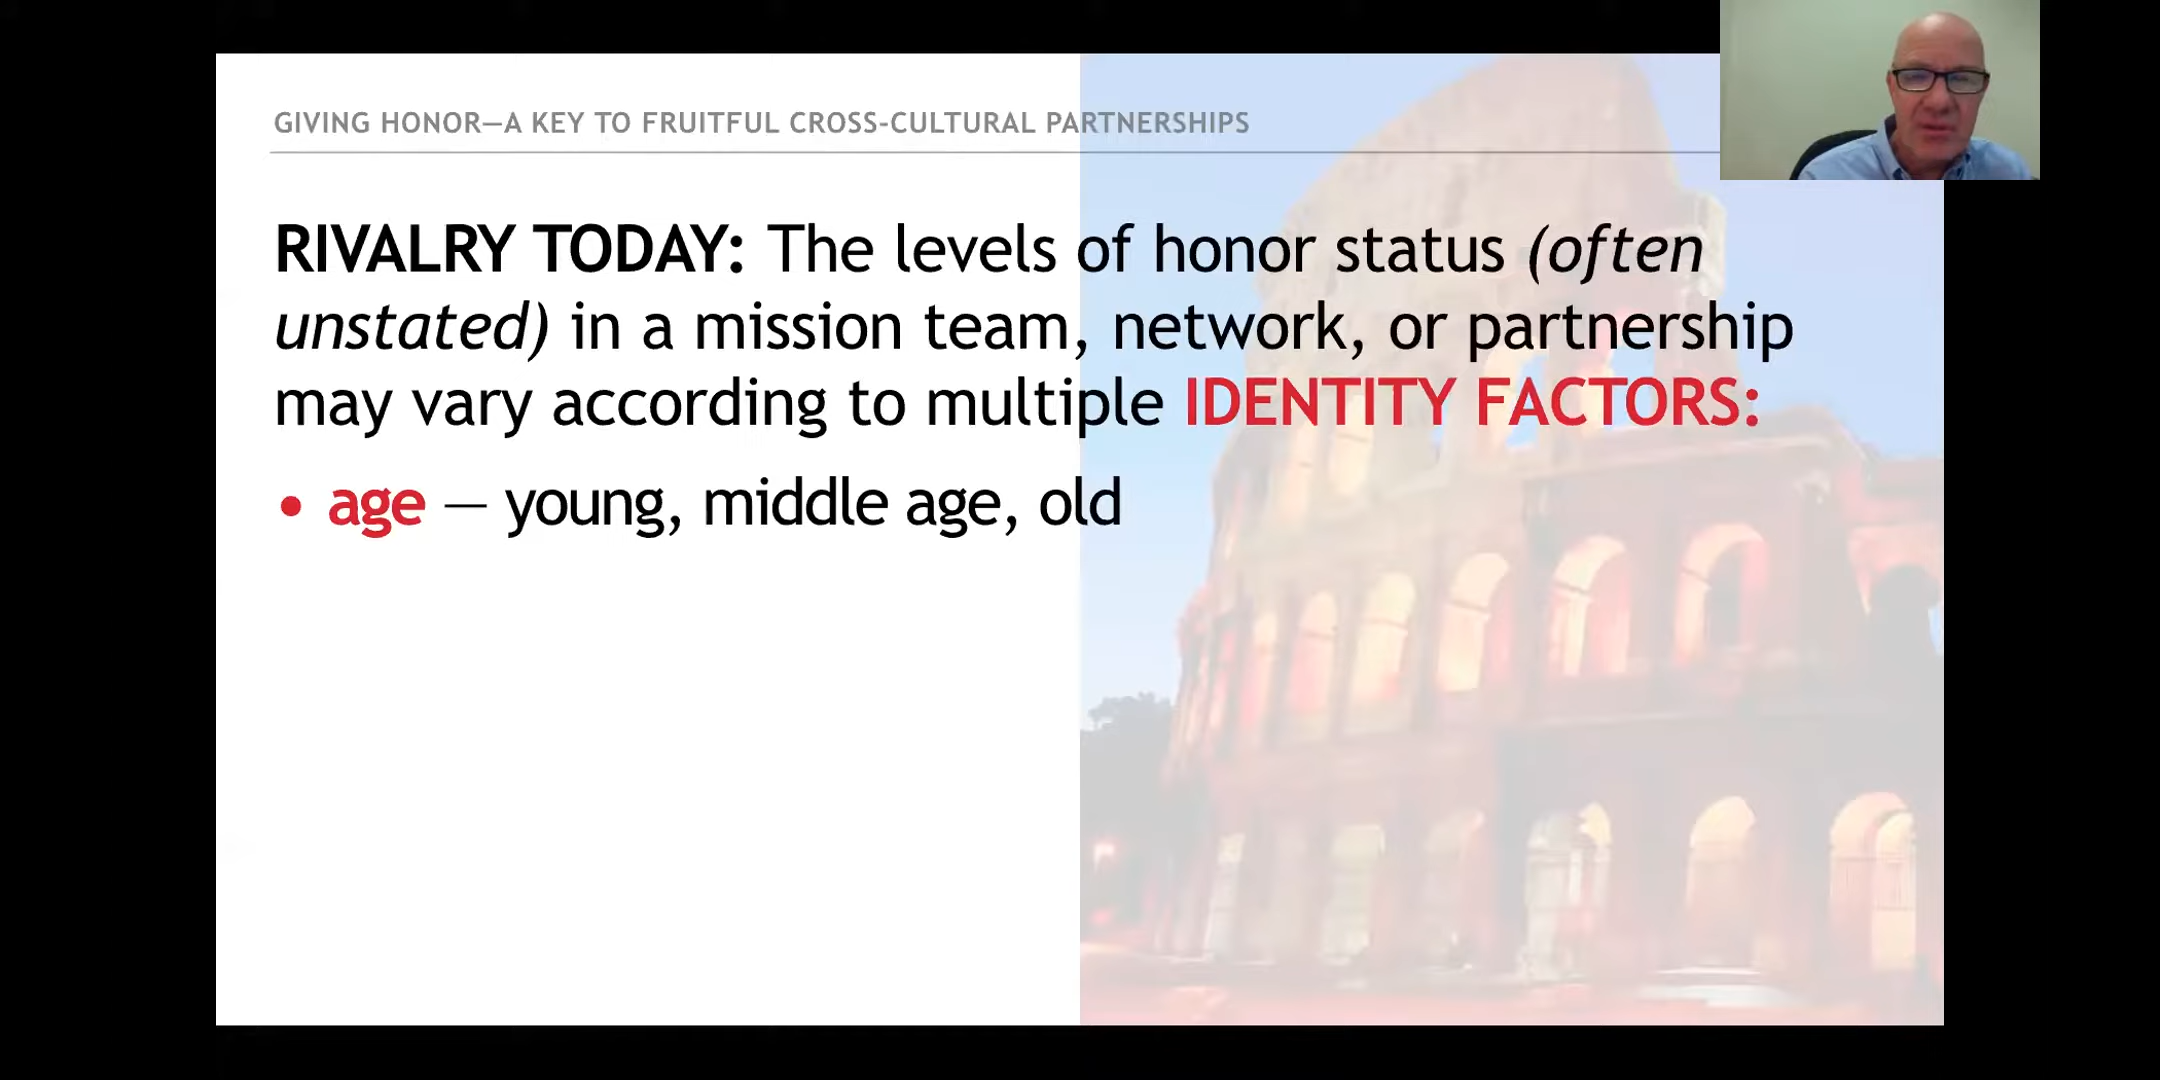 GIVING HONOR—A KEY TO FRUITFUL CROSS-CULTURAL PARTNERSHIPS
RIVALRY TODAY: The levels of honor status (often
unstated) in a mission team, network, or partnership
may vary according to multiple IDENTITY FACTORS:
• age — young, middle age, old